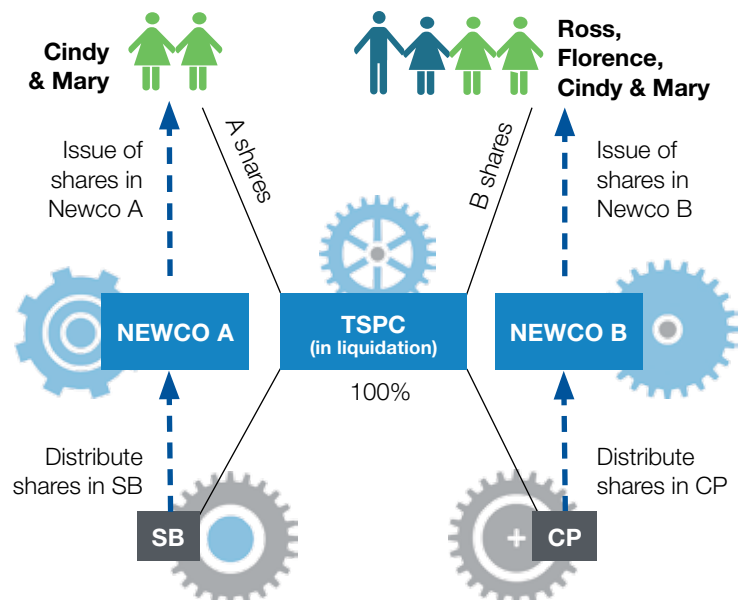 Cindy
& Mary
Ross,
Florence,
Cindy & Mary
Issue of
shares in
Newco A
A shares
B shares
Issue of
shares in
Newco B
NEWCO A
TSPC
(in liquidation)
NEWCO B
100%
Distribute
shares in SB
Distribute
shares in CP
SB
CP